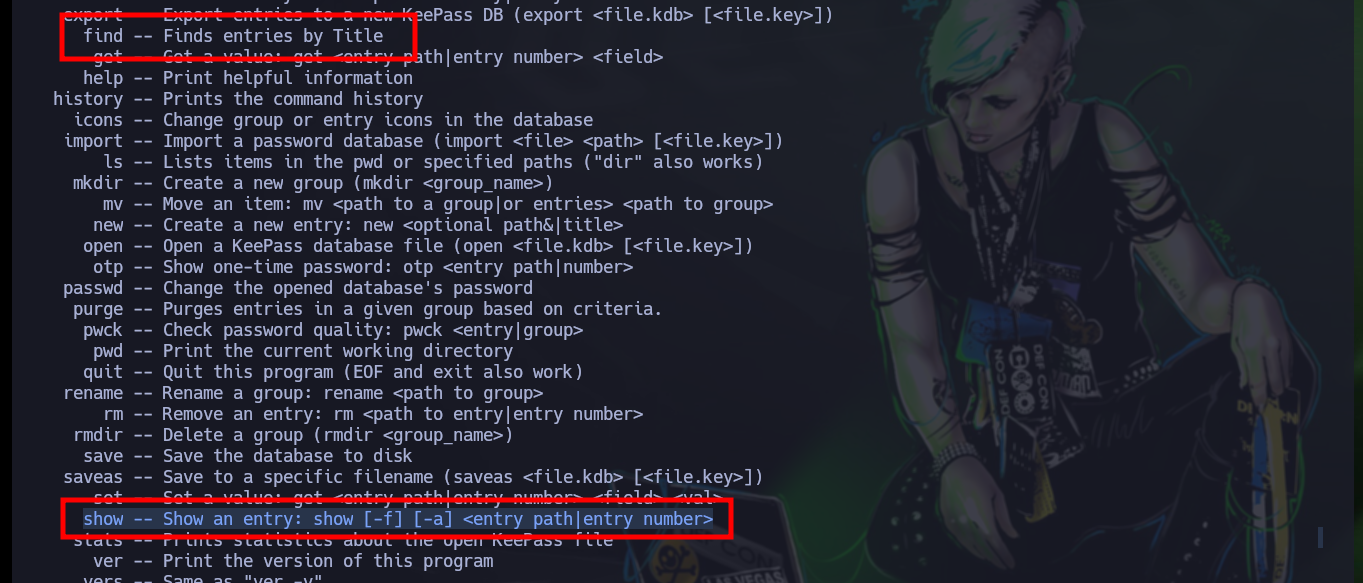 export -- Export entries to a new KeePass DB (export <file.kdb> [<file.key>])
find -- Finds entries by Title
get -- Get a value: get <entry path|entry number> <field>
help -- Print helpful information
history -- Prints the command history
icons -- Change group or entry icons in the database
import -- Import a password database (import <file> <path> [<file.key>])
ls -- Lists items in the pwd or specified paths ("dir" also works)
mkdir -- Create a new group (mkdir <group_name>)
mv -- Move an item: mv <path to a group|or entries> <path to group>
new -- Create a new entry: new <optional path&|title>
open -- Open a KeePass database file (open <file.kdb> [<file.key>])
otp -- Show one-time password: otp <entry path|number>
passwd -- Change the opened database's password
purge -- Purges entries in a given group based on criteria.
pwck -- Check password quality: pwck <entry|group>
pwd -- Print the current working directory
quit -- Quit this program (EOF and exit also work)
rename -- Rename a group: rename <path to group>
rm -- Remove an entry: rm <path to entry|entry number>
rmdir -- Delete a group (rmdir <group_name>)
save -- Save the database to disk
saveas -- Save to a specific filename (saveas <file.kdb> [<file.key>])
set -- Set a value: get <entry path|entry number> <field> <val>
show -- Show an entry: show [-f] [-a] <entry path|entry number>
stats -- Prints statistics about the open KeePass file
ver -- Print the version of this program
vers -- Same as "ver -v"
DEF CON
DEF CON
LAS VEGAS